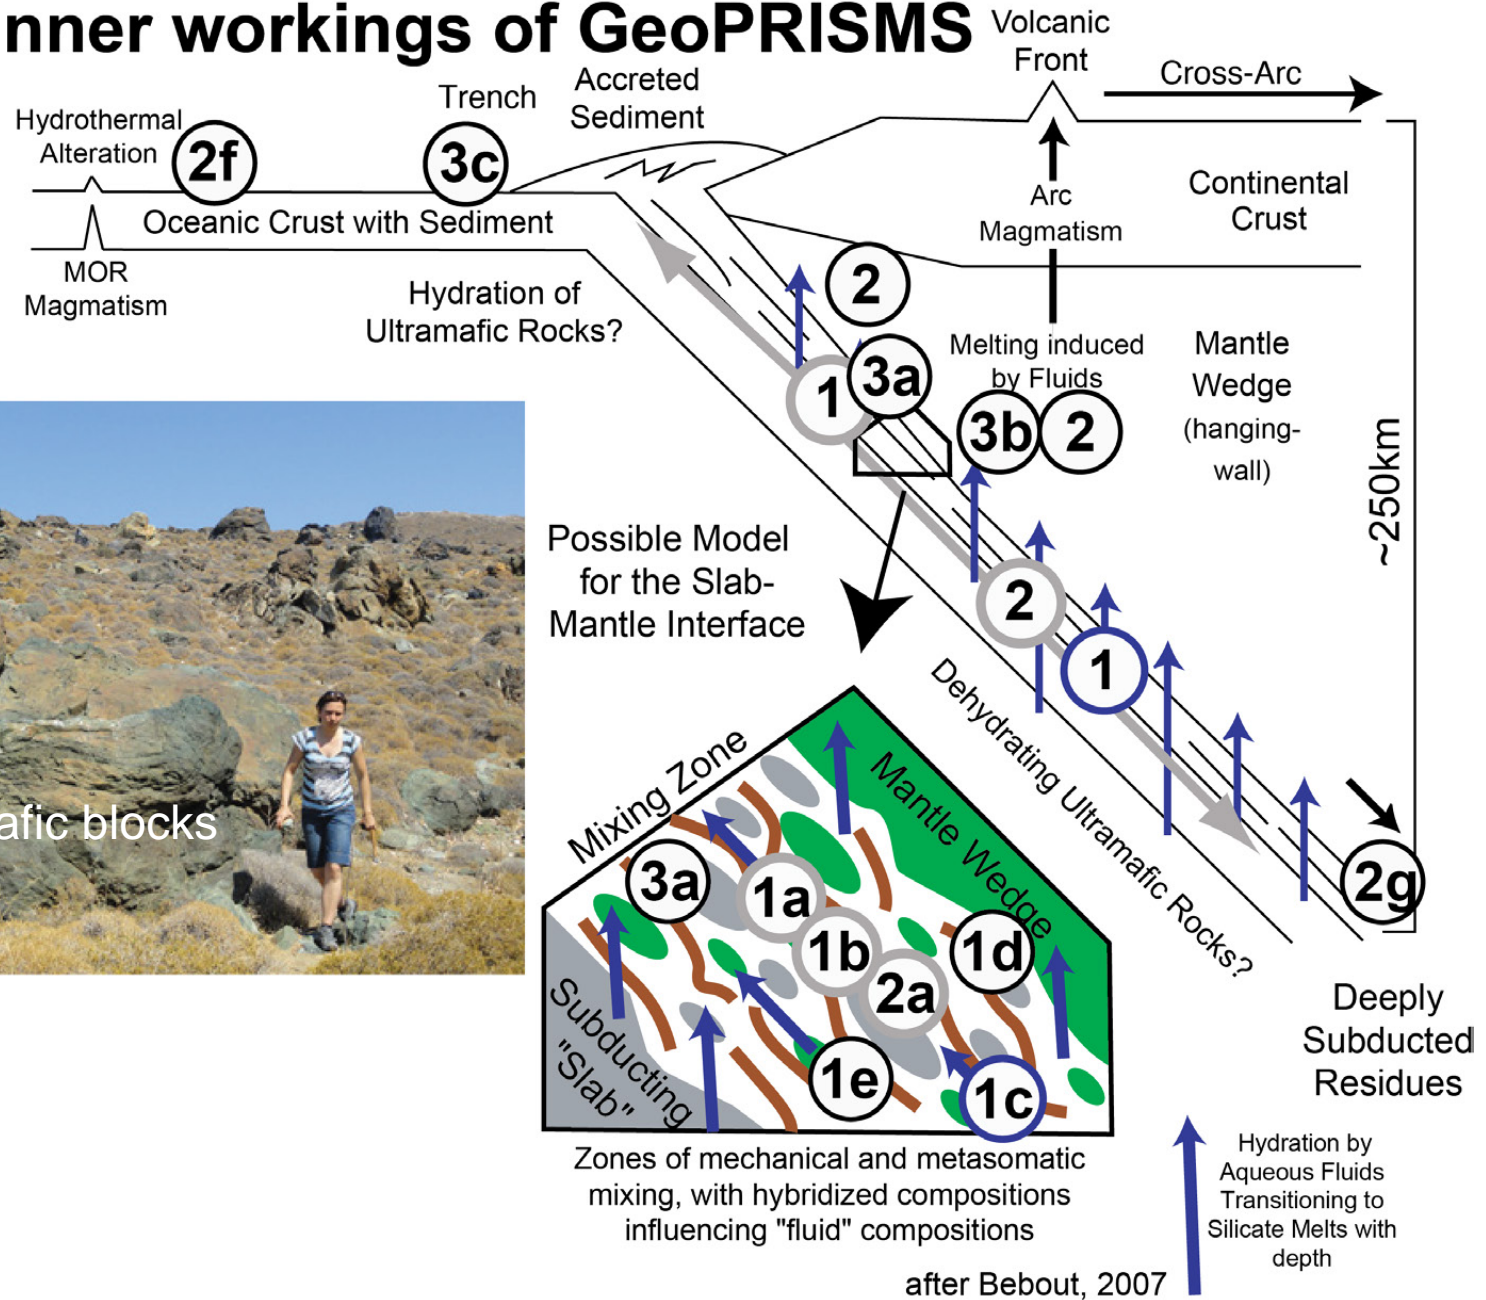 nner workings of GeoPRISMS
Volcanic
Front
Cross-Arc
Accreted
Sediment
Trench
Hydrothermal
Alteration
2f
3c
Oceanic Crust with Sediment
Arc
Magmatism
Continental
Crust
MOR
Magmatism
Hydration of
Ultramafic Rocks?
2
1
3a
Melting induced
by Fluids
3b
2
Mantle
Wedge
(hanging-
wall)
~250km
Possible Model
for the Slab-
Mantle Interface
2
1
Dehydrating Ultramafic Rocks?
2g
Deeply
Subducted
Residues
afic blocks
Mixing Zone
Mantle Wedge
3a
1a
1b
2a
1d
1e
1c
Subducting
"Slab"
Zones of mechanical and metasomatic
mixing, with hybridized compositions
influencing "fluid" compositions
Hydration by
Aqueous Fluids
Transitioning to
Silicate Melts with
depth
after Bebout, 2007